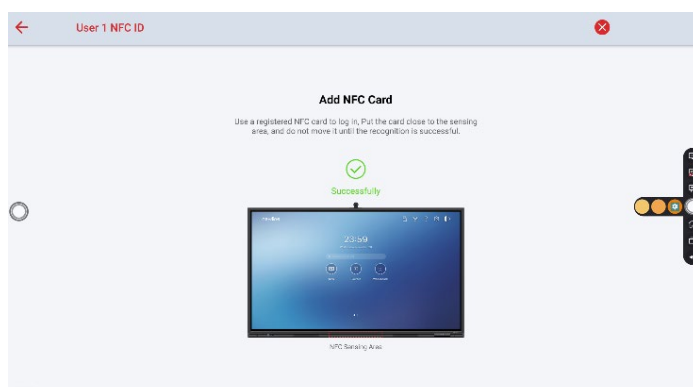 User 1 NFC ID
Add NFC Card
Use a registered NFC card to log in, Put the card close to the sensing
area, and do not move it until the recognition is successful.
Successfully
23:59
NFC Sensing Area